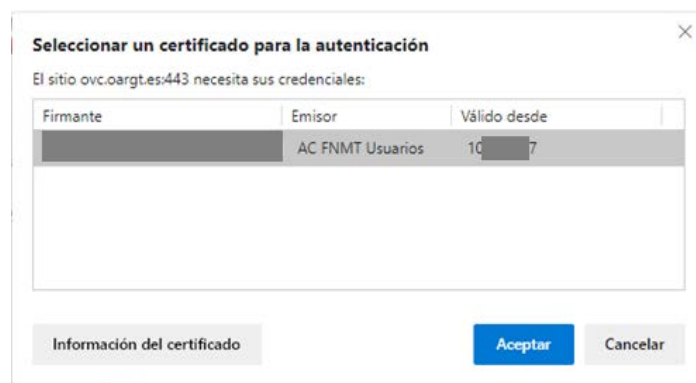 Seleccionar un certificado para la autenticación
El sitio ovc.oargt.es:443 necesita sus credenciales:
Firmante Emisor Válido desde
AC FNMT Usuarios 10 7
Información del certificado Aceptar Cancelar